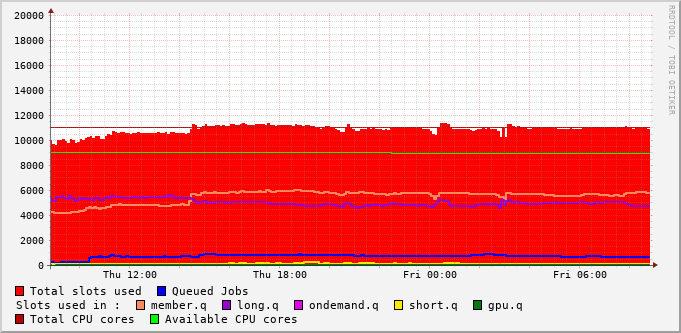 20000
18000
16000
14000
12000
10000
8000
6000
4000
2000
0
Thu 12:00 Thu 18:00 Fri 00:00 Fri 06:00
Total slots used Queued Jobs
Slots used in : member.q long.q ondemand.q short.q gpu.q
Total CPU cores Available CPU cores
RRDTOOL / TOBI OETIKER